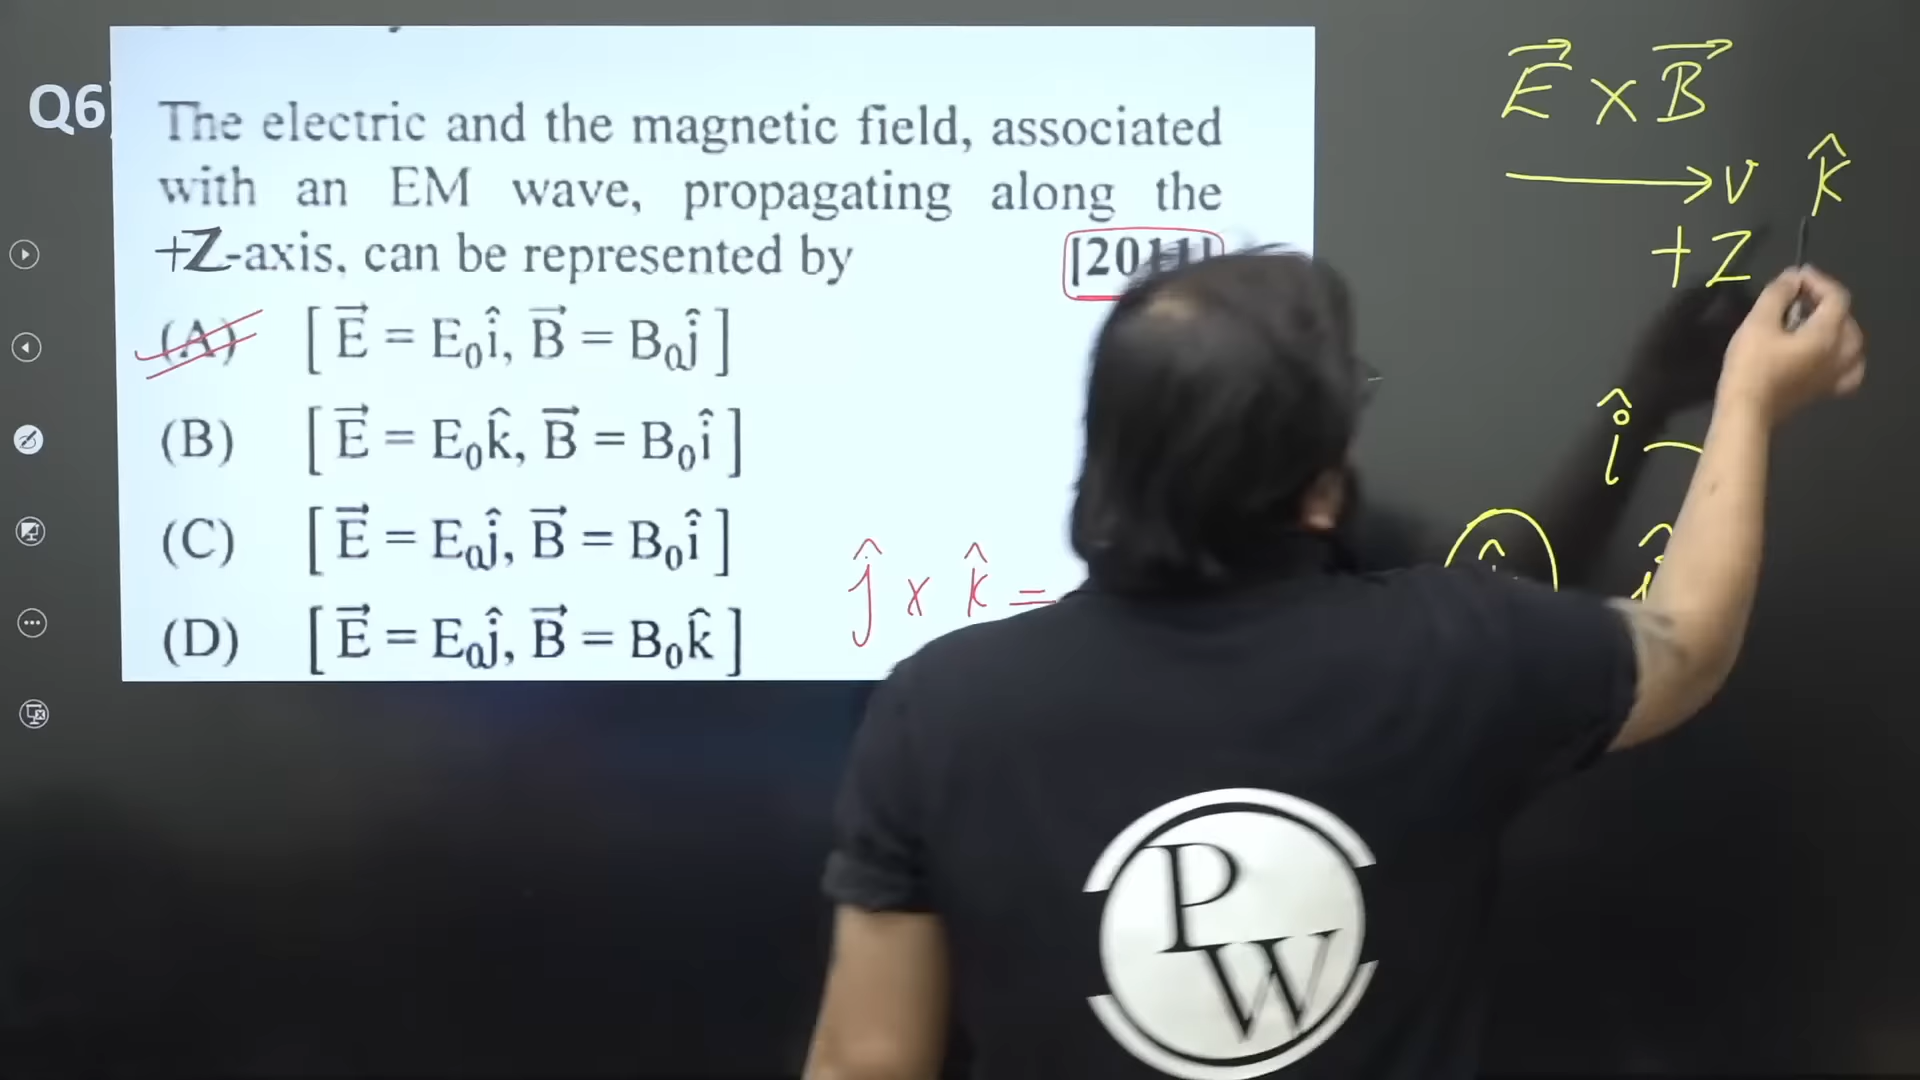 Q6)
The electric and the magnetic field, associated
with an EM wave, propagating along the
+Z-axis, can be represented by [2011]
(A) [E⃗ = E₀î, B⃗ = B₀ĵ]
(B) [E⃗ = E₀k̂, B⃗ = B₀î]
(C) [E⃗ = E₀ĵ, B⃗ = B₀î]
(D) [E⃗ = E₀ĵ, B⃗ = B₀k̂]
ĵ × k̂ =
E⃗ × B⃗
→ v k̂
+Z
î
PW